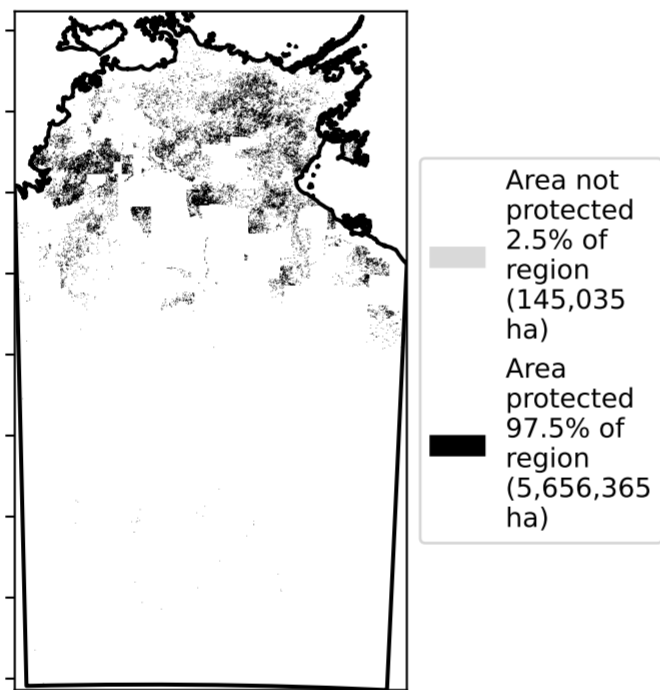 Area not
protected
2.5% of
region
(145,035
ha)
Area
protected
97.5% of
region
(5,656,365
ha)